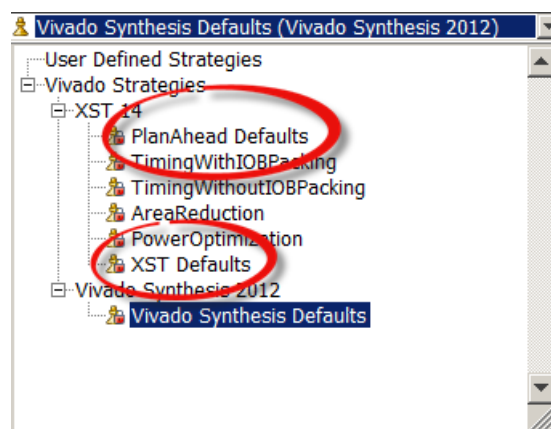 Vivado Synthesis Defaults (Vivado Synthesis 2012)
User Defined Strategies
Vivado Strategies
XST 14
PlanAhead Defaults
TimingWithIOBPacking
TimingWithoutIOBPacking
AreaReduction
PowerOptimization
XST Defaults
Vivado Synthesis 2012
Vivado Synthesis Defaults